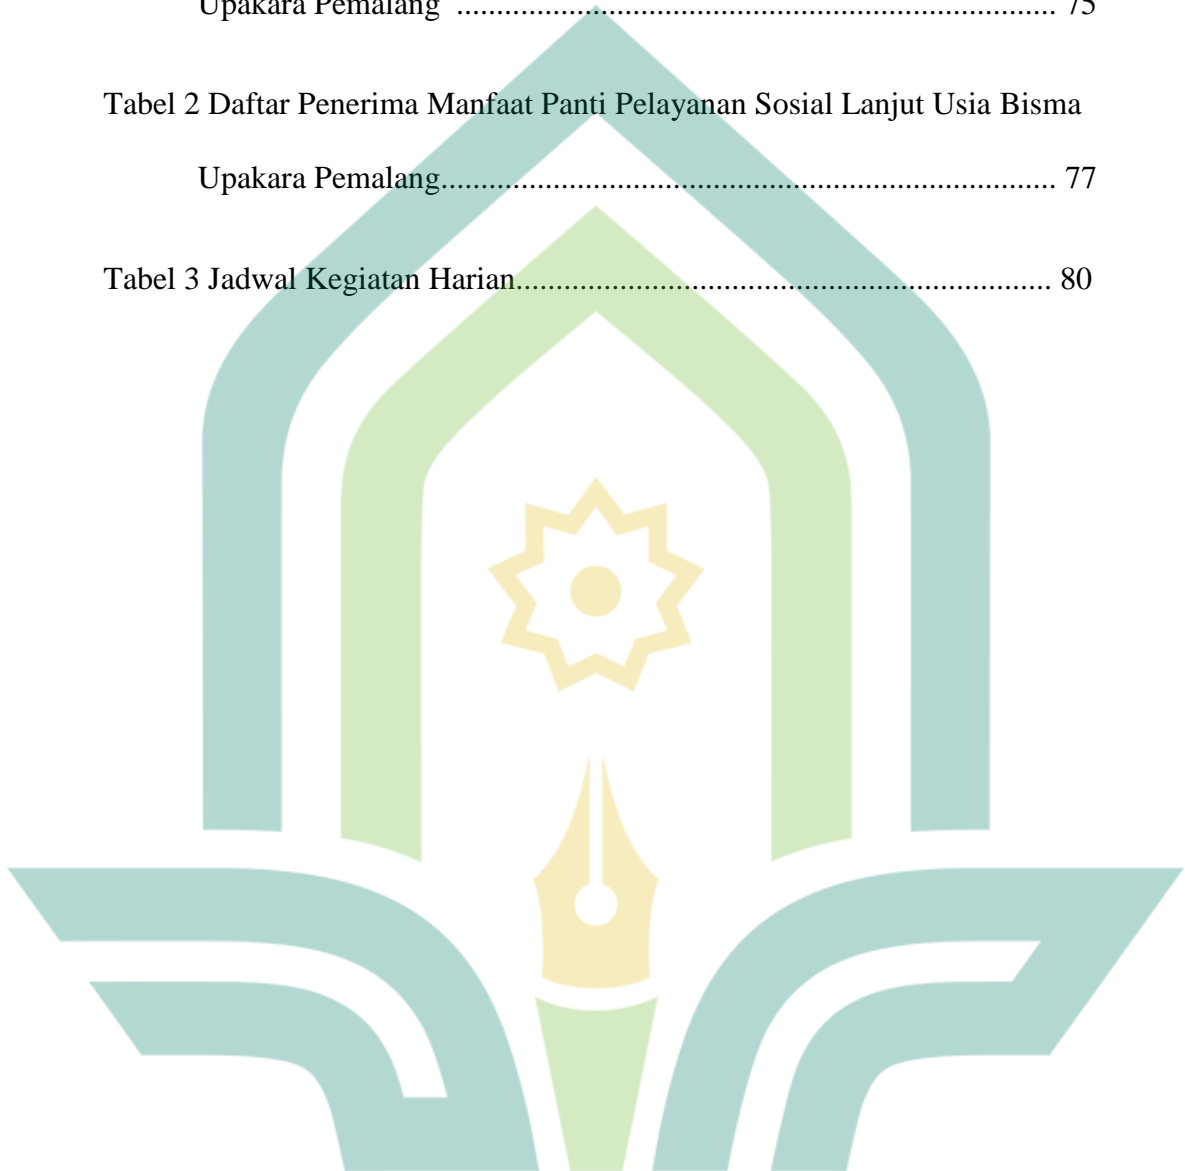 Upakara Pemalang ........................................................................... 75
Tabel 2 Daftar Penerima Manfaat Panti Pelayanan Sosial Lanjut Usia Bisma
Upakara Pemalang............................................................................. 77
Tabel 3 Jadwal Kegiatan Harian................................................................... 80